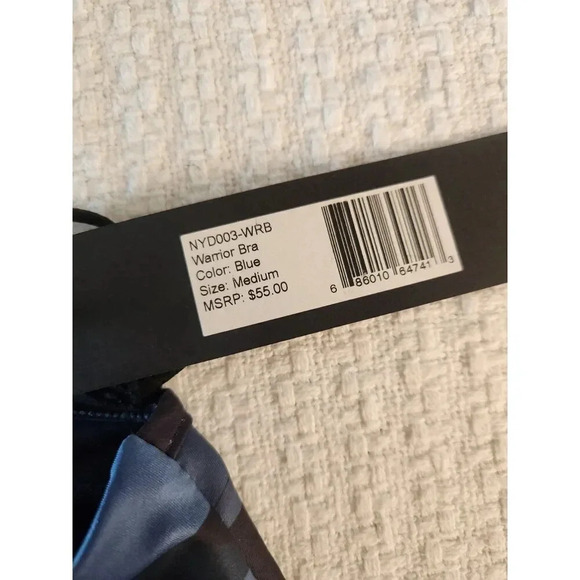 NYD003-WRB
Warrior Bra
Color: Blue
Size: Medium
MSRP: $55.00
6 86010 64741 3